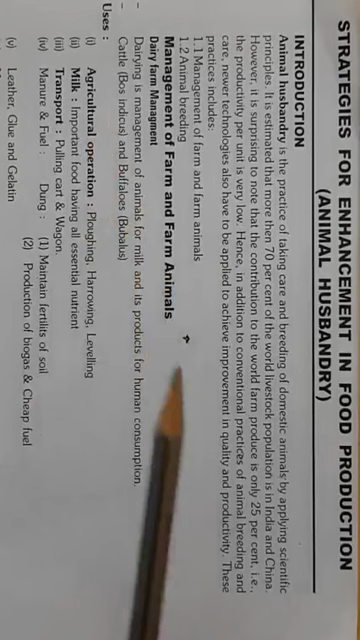 STRATEGIES FOR ENHANCEMENT IN FOOD PRODUCTION
(ANIMAL HUSBANDRY)
INTRODUCTION
Animal husbandry is the practice of taking care and breeding of domestic animals by applying scientific
principles. It is estimated that more then 70 per cent of the world livestock population is in India and China.
However, it is surprising to note that the contribution to the world farm produce is only 25 per cent, i.e.,
the productivity per unit is very low. Hence, in addition to conventional practices of animal breeding and
care, newer technologies also have to be applied to achieve improvement in quality and productivity. These
practices includes:
1.1 Management of farm and farm animals
1.2 Animal breeding
Management of Farm and Farm Animals
Dairy farm Managment
– Dairying is management of animals for milk and its products for human consumption.
– Cattle (Bos indicus) and Buffaloes (Bubalus)
Uses :
(i) Agricultural operation : Ploughing, Harrowing, Levelling
(ii) Milk : Important food having all essential nutrient
(iii) Transport : Pulling cart & Wagon.
(iv) Manure & Fuel : Dung : (1) Maintain fertilits of soil
(2) Production of biogas & Cheap fuel
(v) Leather, Glue and Gelatin